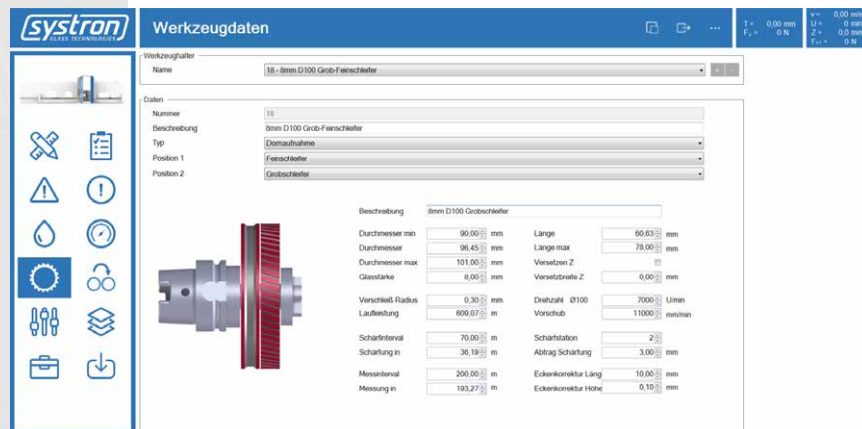 systron
GLASS TECHNOLOGIES
Werkzeugdaten
T = 0,00 mm
F₂ = 0 N
v = 0,00 m/min
U = 0 min
Z = 0,0 mm
0 N
Werkzeughalter
Name 18 - 8mm D100 Grob-Feinschleifer
Daten
Nummer 18
Beschreibung 8mm D100 Grob-Feinschleifer
Typ Dornaufnahme
Position 1 Feinschleifer
Position 2 Grobschleifer
Beschreibung 8mm D100 Grobschleifer
Durchmesser min 90,00 mm Länge 60,63 mm
Durchmesser 96,45 mm Länge max 78,00 mm
Durchmesser max 101,00 mm Versetzen Z
Glasstärke 8,00 mm Versetzbreite Z 0,00 mm
Verschleiß Radius 0,30 mm Drehzahl Ø100 7000 U/min
Laufleistung 609,07 m Vorschub 11000 mm/min
Schärfinterval 70,00 m Schärfstation 2
Schärfung in 36,19 m Abtrag Schärfung 3,00 mm
Messinterval 200,00 m Eckenkorrektur Läng 10,00 mm
Messung in 193,27 m Eckenkorrektur Höhe 0,10 mm